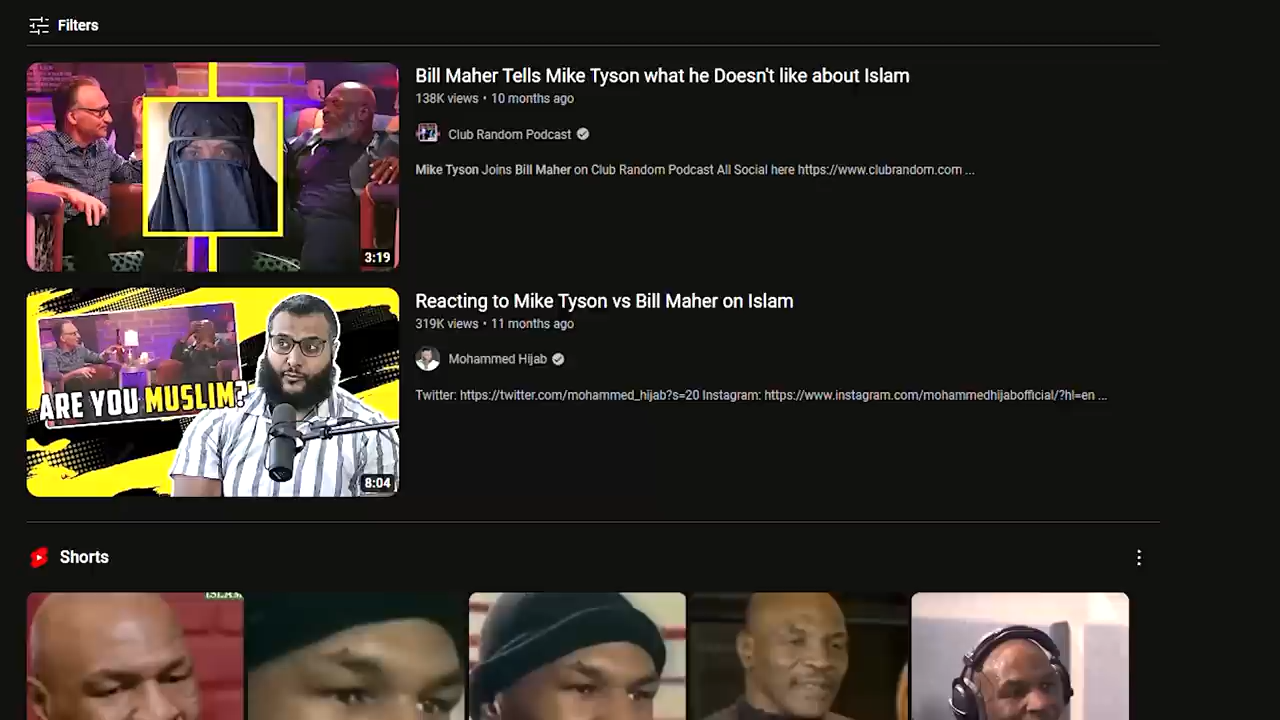 Filters
Bill Maher Tells Mike Tyson what he Doesn't like about Islam
138K views • 10 months ago
Club Random Podcast
Mike Tyson Joins Bill Maher on Club Random Podcast All Social here https://www.clubrandom.com ...
3:19
Reacting to Mike Tyson vs Bill Maher on Islam
319K views • 11 months ago
Mohammed Hijab
Twitter: https://twitter.com/mohammed_hijab?s=20 Instagram: https://www.instagram.com/mohammedhijabofficial/?hl=en ...
ARE YOU MUSLIM?
8:04
Shorts
ISLAM